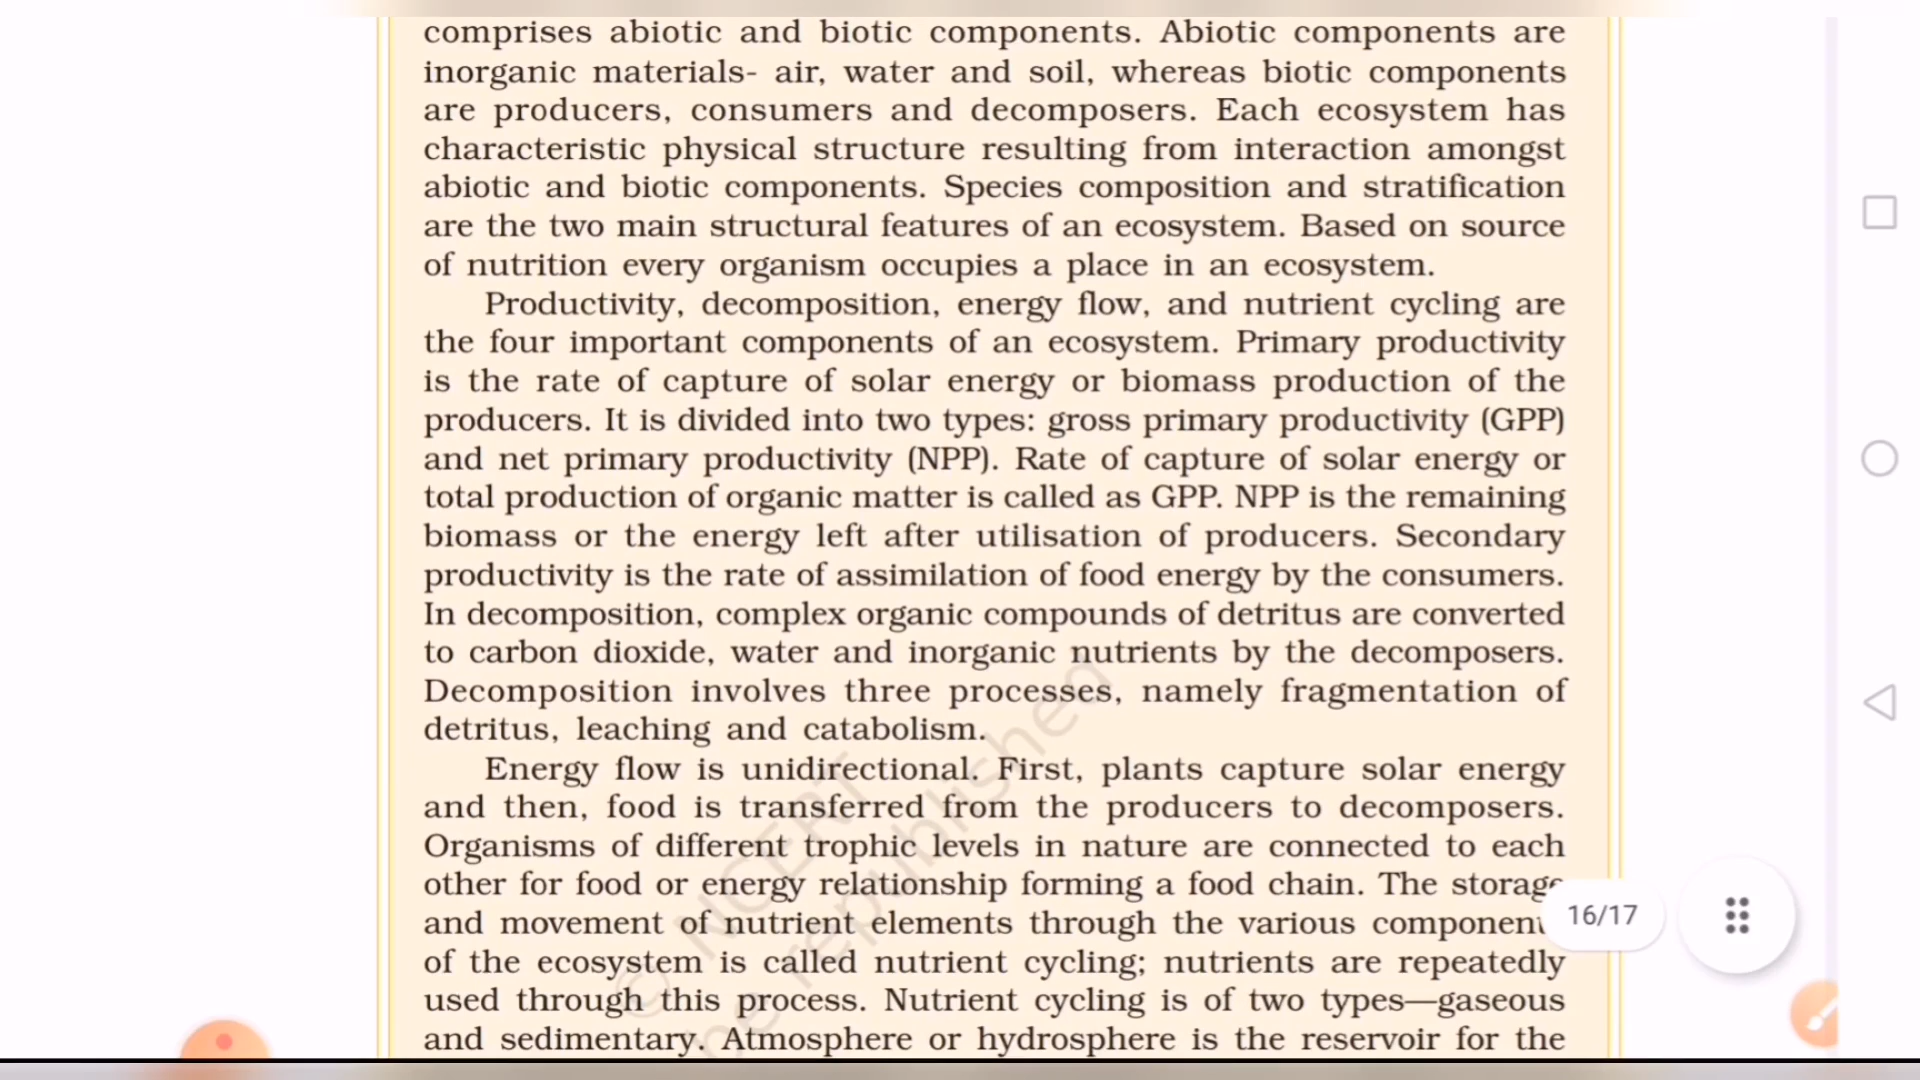 comprises abiotic and biotic components. Abiotic components are
inorganic materials- air, water and soil, whereas biotic components
are producers, consumers and decomposers. Each ecosystem has
characteristic physical structure resulting from interaction amongst
abiotic and biotic components. Species composition and stratification
are the two main structural features of an ecosystem. Based on source
of nutrition every organism occupies a place in an ecosystem.
Productivity, decomposition, energy flow, and nutrient cycling are
the four important components of an ecosystem. Primary productivity
is the rate of capture of solar energy or biomass production of the
producers. It is divided into two types: gross primary productivity (GPP)
and net primary productivity (NPP). Rate of capture of solar energy or
total production of organic matter is called as GPP. NPP is the remaining
biomass or the energy left after utilisation of producers. Secondary
productivity is the rate of assimilation of food energy by the consumers.
In decomposition, complex organic compounds of detritus are converted
to carbon dioxide, water and inorganic nutrients by the decomposers.
Decomposition involves three processes, namely fragmentation of
detritus, leaching and catabolism.
Energy flow is unidirectional. First, plants capture solar energy
and then, food is transferred from the producers to decomposers.
Organisms of different trophic levels in nature are connected to each
other for food or energy relationship forming a food chain. The storage
and movement of nutrient elements through the various component
of the ecosystem is called nutrient cycling; nutrients are repeatedly
used through this process. Nutrient cycling is of two types—gaseous
and sedimentary. Atmosphere or hydrosphere is the reservoir for the
16/17
© NCERT
be republished